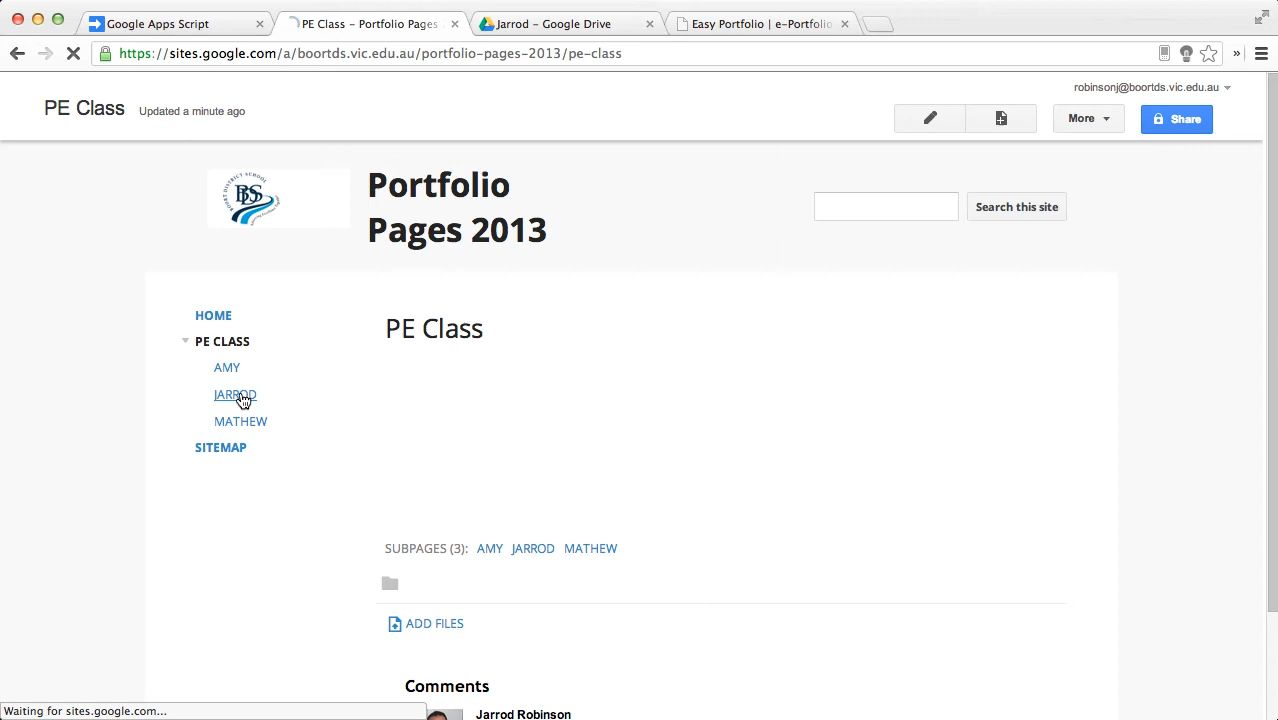 Google Apps Script
PE Class – Portfolio Pages
Jarrod – Google Drive
Easy Portfolio | e-Portfolio
https://sites.google.com/a/boortds.vic.edu.au/portfolio-pages-2013/pe-class
robinsonj@boortds.vic.edu.au
PE Class Updated a minute ago
More
Share
BDS
Portfolio
Pages 2013
Search this site
HOME
PE CLASS
AMY
JARROD
MATHEW
SITEMAP
PE Class
SUBPAGES (3): AMY JARROD MATHEW
ADD FILES
Comments
Jarrod Robinson
Waiting for sites.google.com...